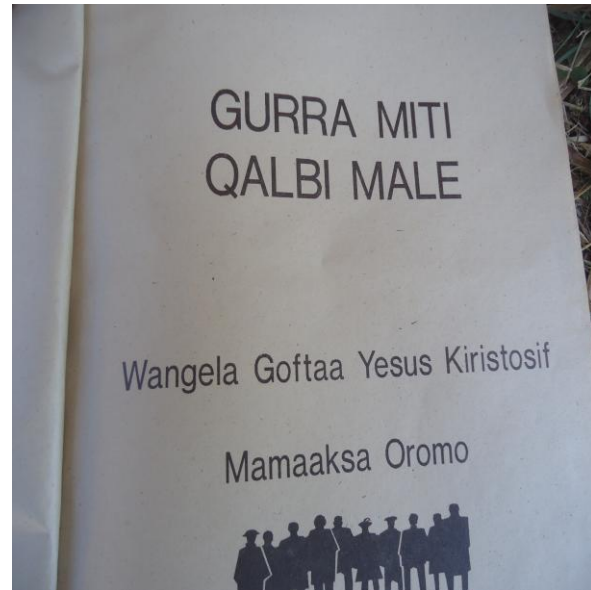 GURRA MITI
QALBI MALE
Wangela Goftaa Yesus Kiristosif
Mamaaksa Oromo